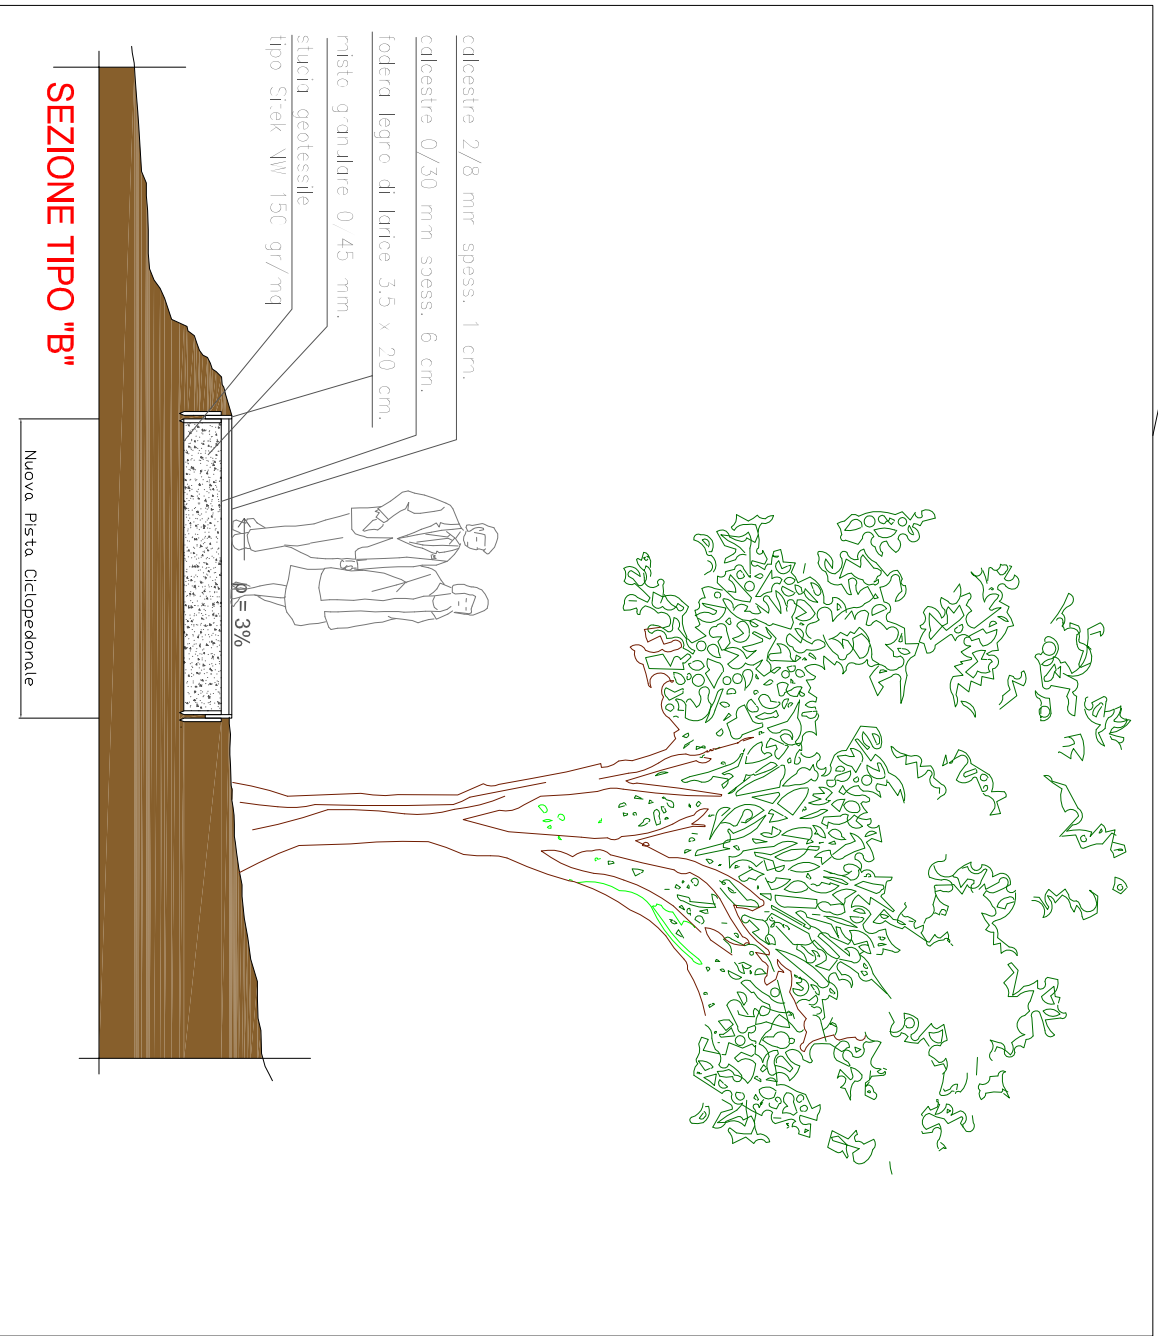 calcestre 2/8 mm spess. 1 cm.
calcestre 0/30 mm spess. 6 cm.
fodera legno di larice 3.5 x 20 cm.
misto granulare 0/45 mm.
stuoia geotessile
tipo Sitek NW 150 gr/mq
p = 3%
SEZIONE TIPO "B"
Nuova Pista Ciclopedonale